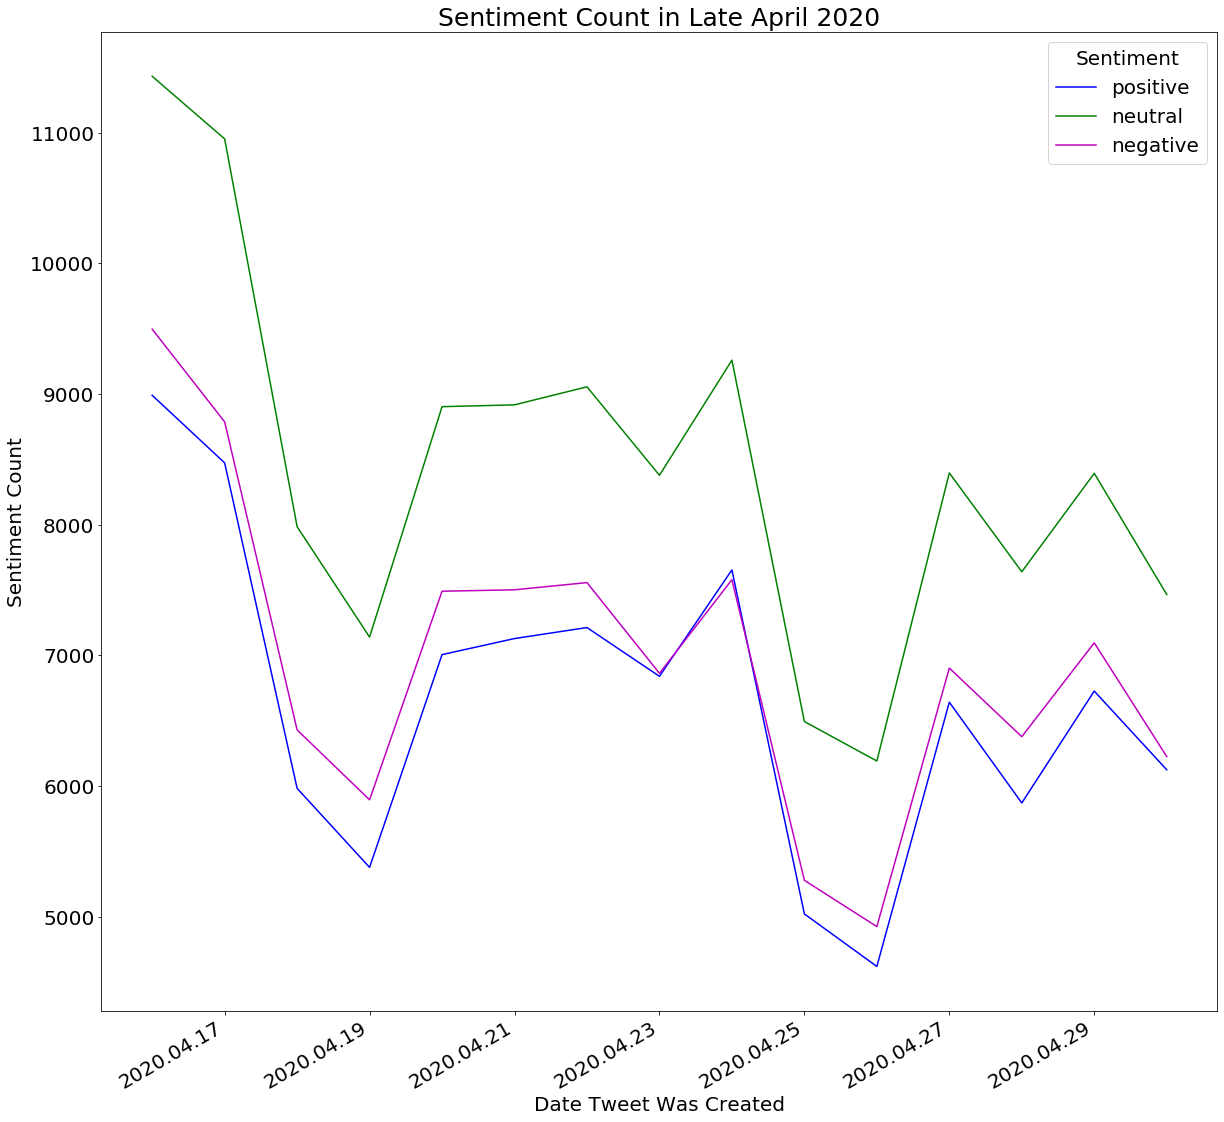 Sentiment Count in Late April 2020
Sentiment
positive
neutral
negative
11000
10000
9000
8000
7000
6000
5000
Sentiment Count
2020.04.17
2020.04.19
2020.04.21
2020.04.23
2020.04.25
2020.04.27
2020.04.29
Date Tweet Was Created